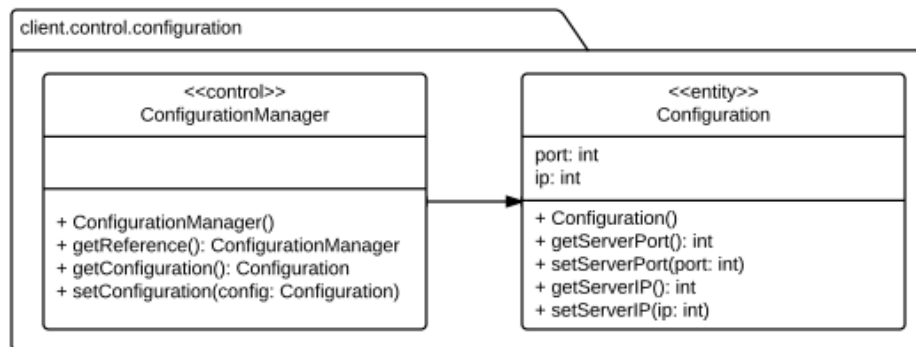 client.control.configuration
<<control>>
ConfigurationManager
+ ConfigurationManager()
+ getReference(): ConfigurationManager
+ getConfiguration(): Configuration
+ setConfiguration(config: Configuration)
<<entity>>
Configuration
port: int
ip: int
+ Configuration()
+ getServerPort(): int
+ setServerPort(port: int)
+ getServerIP(): int
+ setServerIP(ip: int)